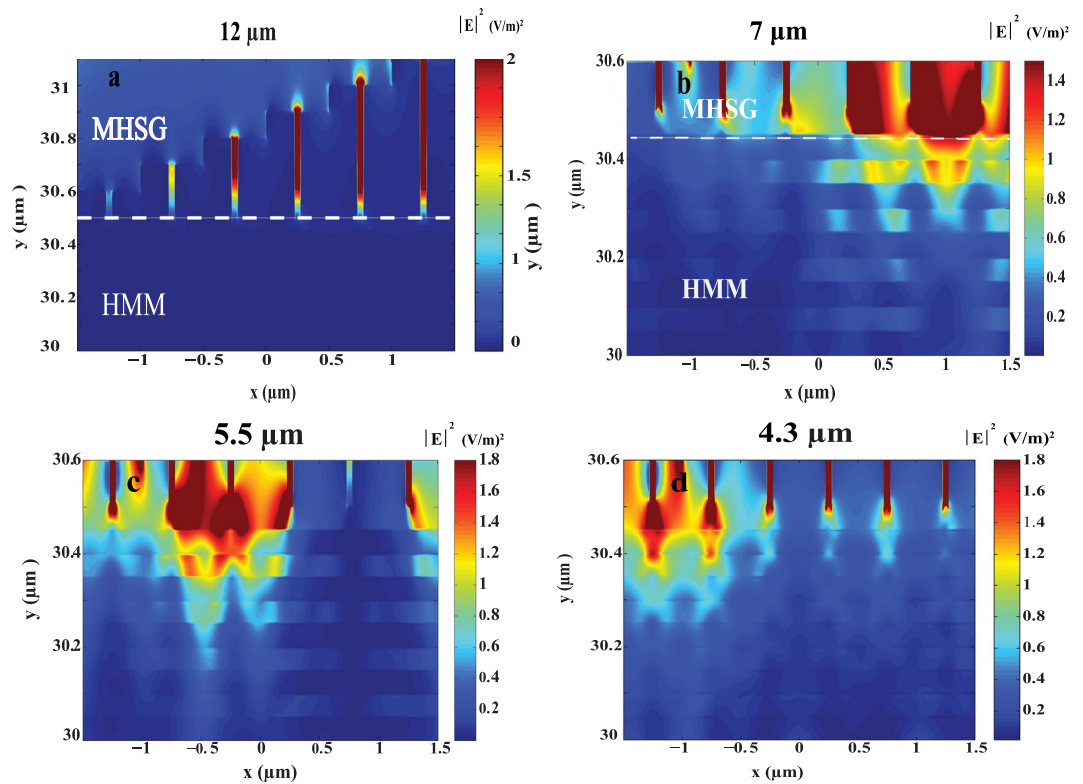 12 µm
|E|² (V/m)²
a
MHSG
HMM
31
30.8
30.6
30.4
30.2
30
y (µm)
−1
−0.5
0
0.5
1
x (µm)
2
1.5
1
0
y (µm)
7 µm
|E|² (V/m)²
b
MHSG
HMM
30.6
30.4
30.2
30
y (µm)
−1
−0.5
0
0.5
1
1.5
x (µm)
1.4
1.2
1
0.8
0.6
0.4
0.2
5.5 µm
|E|² (V/m)²
c
30.6
30.4
30.2
30
y (µm)
−1
−0.5
0
0.5
1
1.5
x (µm)
1.8
1.6
1.4
1.2
1
0.8
0.6
0.4
0.2
4.3 µm
|E|² (V/m)²
d
30.6
30.4
30.2
30
y (µm)
−1
−0.5
0
0.5
1
1.5
x (µm)
1.8
1.6
1.4
1.2
1
0.8
0.6
0.4
0.2